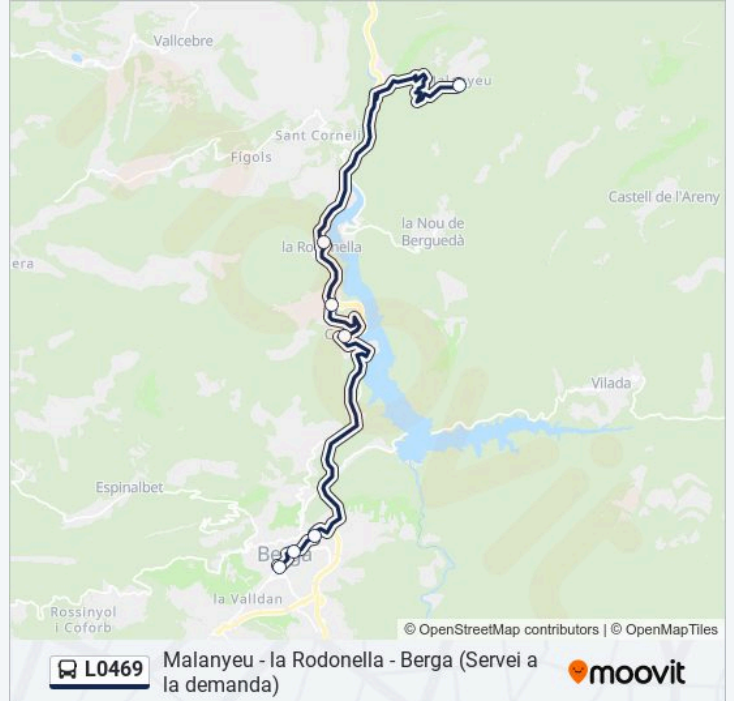 Vallcebre
Malanyeu
Sant Corneli
Fígols
Castell de l'Areny
la Nou de
Berguedà
la Rodonella
era
Vilada
Espinalbet
Berga
la Valldan
Rossinyol
i Coforb
© OpenStreetMap contributors | © OpenMapTiles
L0469
Malanyeu - la Rodonella - Berga (Servei a
la demanda)
moovit